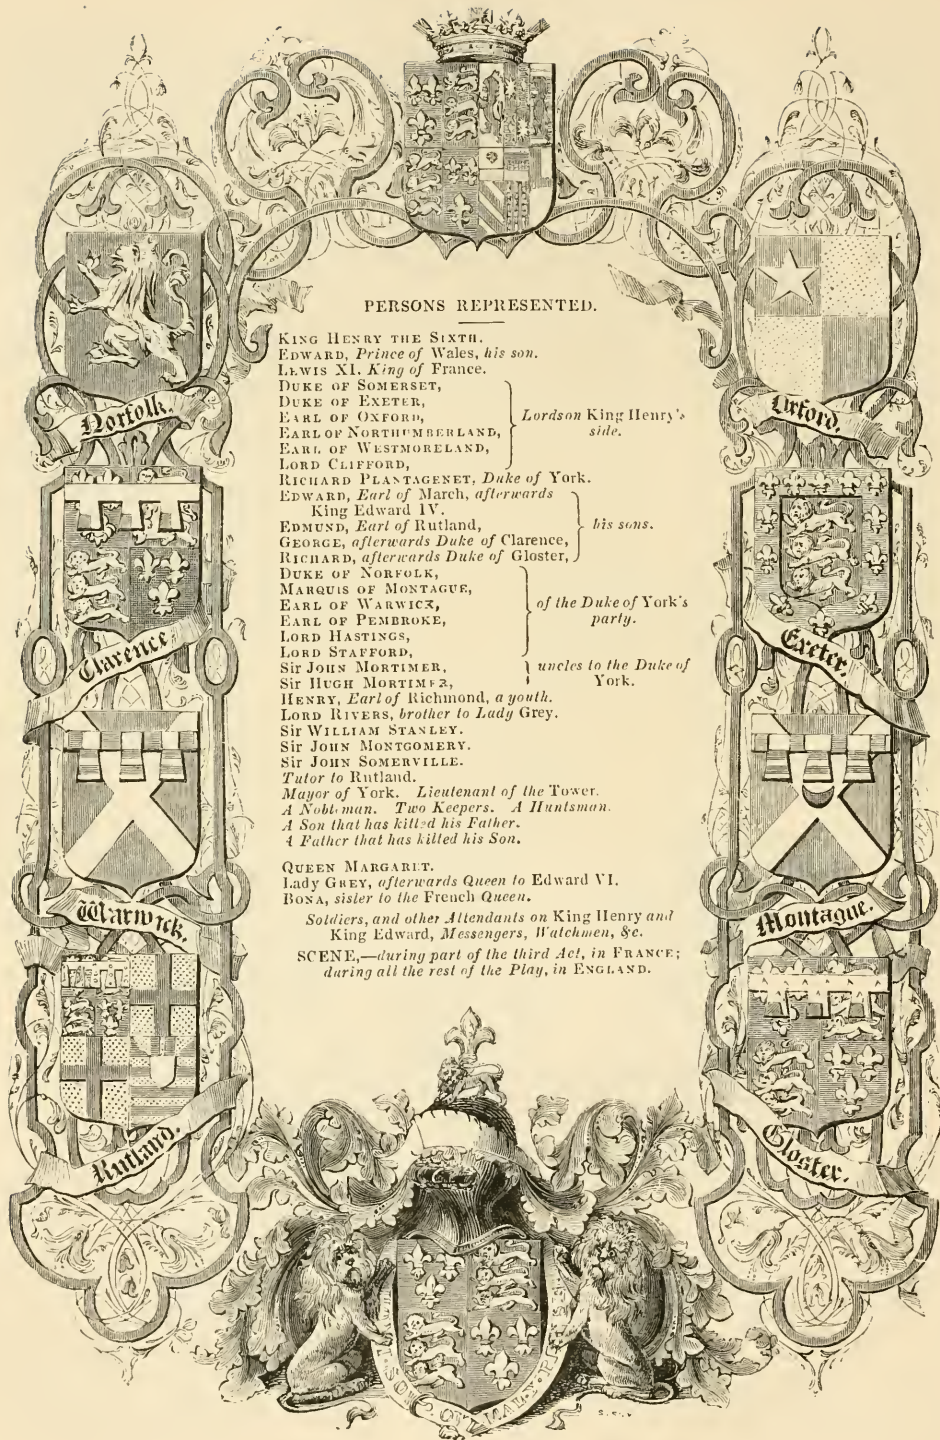 PERSONS REPRESENTED.
KING HENRY THE SIXTH.
EDWARD, Prince of Wales, his son.
LEWIS XI. King of France.
DUKE OF SOMERSET,
DUKE OF EXETER,
EARL OF OXFORD,
EARL OF NORTHUMBERLAND,
EARL OF WESTMORELAND,
LORD CLIFFORD,
Lords on King Henry's
side.
RICHARD PLANTAGENET, Duke of York.
EDWARD, Earl of March, afterwards
King Edward IV.
EDMUND, Earl of Rutland,
GEORGE, afterwards Duke of Clarence,
RICHARD, afterwards Duke of Gloster,
his sons.
DUKE OF NORFOLK,
MARQUIS OF MONTAGUE,
EARL OF WARWICK,
EARL OF PEMBROKE,
LORD HASTINGS,
LORD STAFFORD,
of the Duke of York's
party.
Sir JOHN MORTIMER,
Sir HUGH MORTIMER,
uncles to the Duke of
York.
HENRY, Earl of Richmond, a youth.
LORD RIVERS, brother to Lady Grey.
Sir WILLIAM STANLEY.
Sir JOHN MONTGOMERY.
Sir JOHN SOMERVILLE.
Tutor to Rutland.
Mayor of York. Lieutenant of the Tower.
A Nobleman. Two Keepers. A Huntsman.
A Son that has killed his Father.
A Father that has killed his Son.
QUEEN MARGARET.
Lady GREY, afterwards Queen to Edward VI.
BONA, sister to the French Queen.
Soldiers, and other Attendants on King Henry and
King Edward, Messengers, Watchmen, &c.
SCENE,—during part of the third Act, in FRANCE;
during all the rest of the Play, in ENGLAND.
Norfolk.
Clarence.
Warwick.
Rutland.
Oxford.
Exeter.
Montague.
Gloster.
SOIT QUI MAL Y